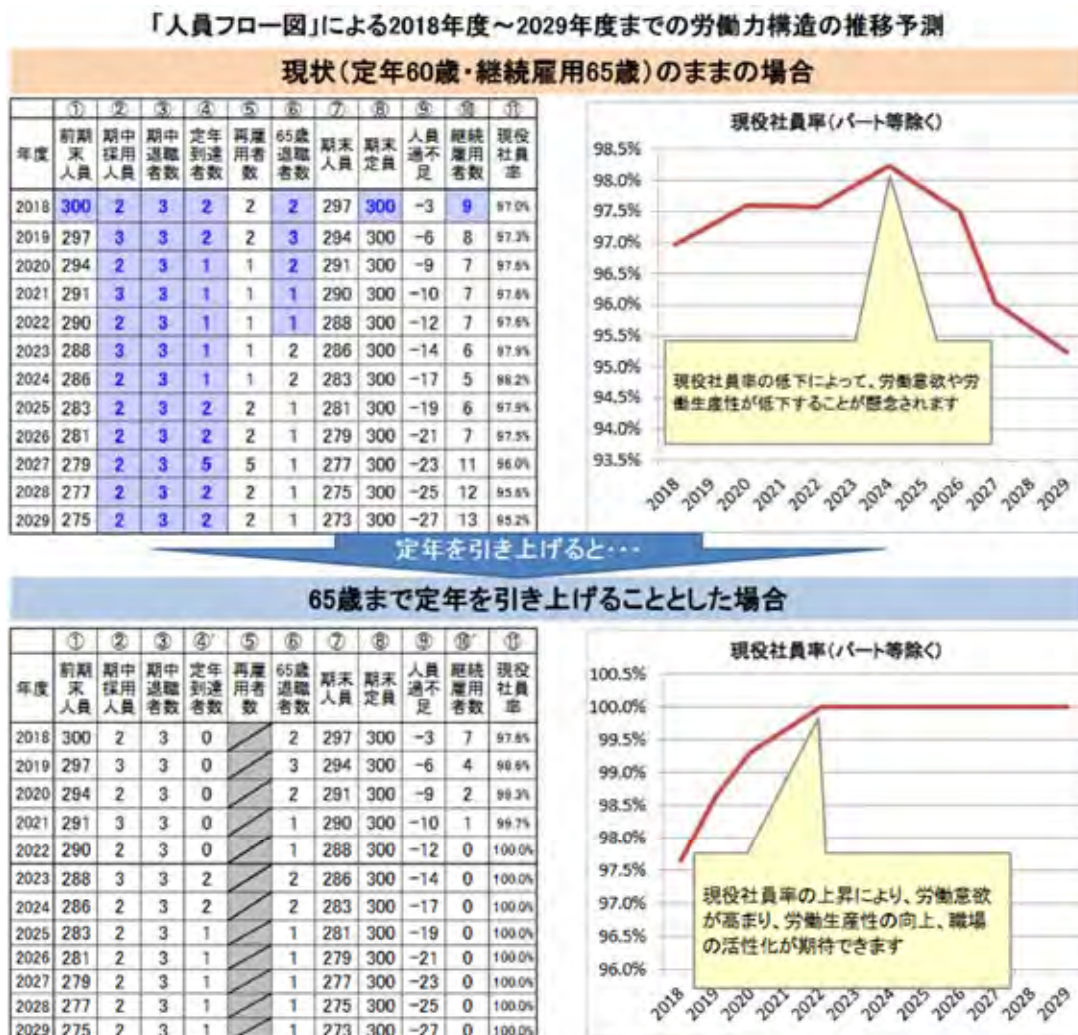 「人員フロー図」による2018年度～2029年度までの労働力構造の推移予測
現状（定年60歳・継続雇用65歳）のままの場合
① ② ③ ④ ⑤ ⑥ ⑦ ⑧ ⑨ ⑩ ⑪
年度 前期末人員 期中採用人員 期中退職者数 定年到達者数 再雇用者数 65歳退職者数 期末人員 期末定員 人員過不足 継続雇用者数 現役社員率
2018 300 2 3 2 2 2 297 300 -3 9 97.0%
2019 297 3 3 2 2 3 294 300 -6 8 97.3%
2020 294 2 3 1 1 2 291 300 -9 7 97.6%
2021 291 3 3 1 1 1 290 300 -10 7 97.6%
2022 290 2 3 1 1 1 288 300 -12 7 97.6%
2023 288 3 3 1 1 2 286 300 -14 6 97.9%
2024 286 2 3 1 1 2 283 300 -17 5 98.2%
2025 283 2 3 2 2 1 281 300 -19 6 97.9%
2026 281 2 3 2 2 1 279 300 -21 7 97.5%
2027 279 2 3 5 5 1 277 300 -23 11 96.0%
2028 277 2 3 2 2 1 275 300 -25 12 95.6%
2029 275 2 3 2 2 1 273 300 -27 13 95.2%
現役社員率（パート等除く）
98.5%
98.0%
97.5%
97.0%
96.5%
96.0%
95.5%
95.0%
94.5%
94.0%
93.5%
現役社員率の低下によって、労働意欲や労
働生産性が低下することが懸念されます
2018 2019 2020 2021 2022 2023 2024 2025 2026 2027 2028 2029
定年を引き上げると・・・
65歳まで定年を引き上げることとした場合
① ② ③ ④' ⑤ ⑥ ⑦ ⑧ ⑨ ⑩' ⑪
年度 前期末人員 期中採用人員 期中退職者数 定年到達者数 再雇用者数 65歳退職者数 期末人員 期末定員 人員過不足 継続雇用者数 現役社員率
2018 300 2 3 0 2 297 300 -3 7 97.6%
2019 297 3 3 0 3 294 300 -6 4 98.6%
2020 294 2 3 0 2 291 300 -9 2 99.3%
2021 291 3 3 0 1 290 300 -10 1 99.7%
2022 290 2 3 0 1 288 300 -12 0 100.0%
2023 288 3 3 2 2 286 300 -14 0 100.0%
2024 286 2 3 2 2 283 300 -17 0 100.0%
2025 283 2 3 1 1 281 300 -19 0 100.0%
2026 281 2 3 1 1 279 300 -21 0 100.0%
2027 279 2 3 1 1 277 300 -23 0 100.0%
2028 277 2 3 1 1 275 300 -25 0 100.0%
2029 275 2 3 1 1 273 300 -27 0 100.0%
現役社員率（パート等除く）
100.5%
100.0%
99.5%
99.0%
98.5%
98.0%
97.5%
97.0%
96.5%
96.0%
現役社員率の上昇により、労働意欲
が高まり、労働生産性の向上、職場
の活性化が期待できます
2018 2019 2020 2021 2022 2023 2024 2025 2026 2027 2028 2029